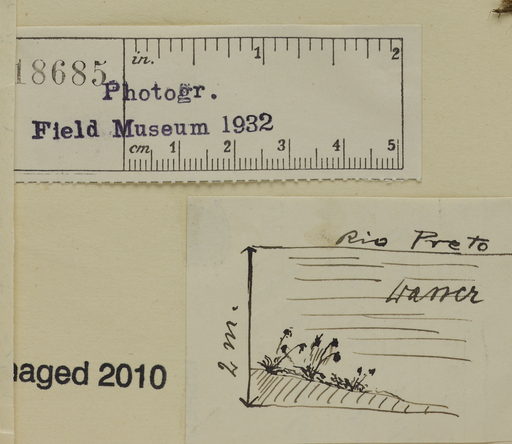 18685
in. 1 2
Photogr.
Field Museum 1932
cm 1 2 3 4 5
Rio Preto
Wasser
2 m.
maged 2010